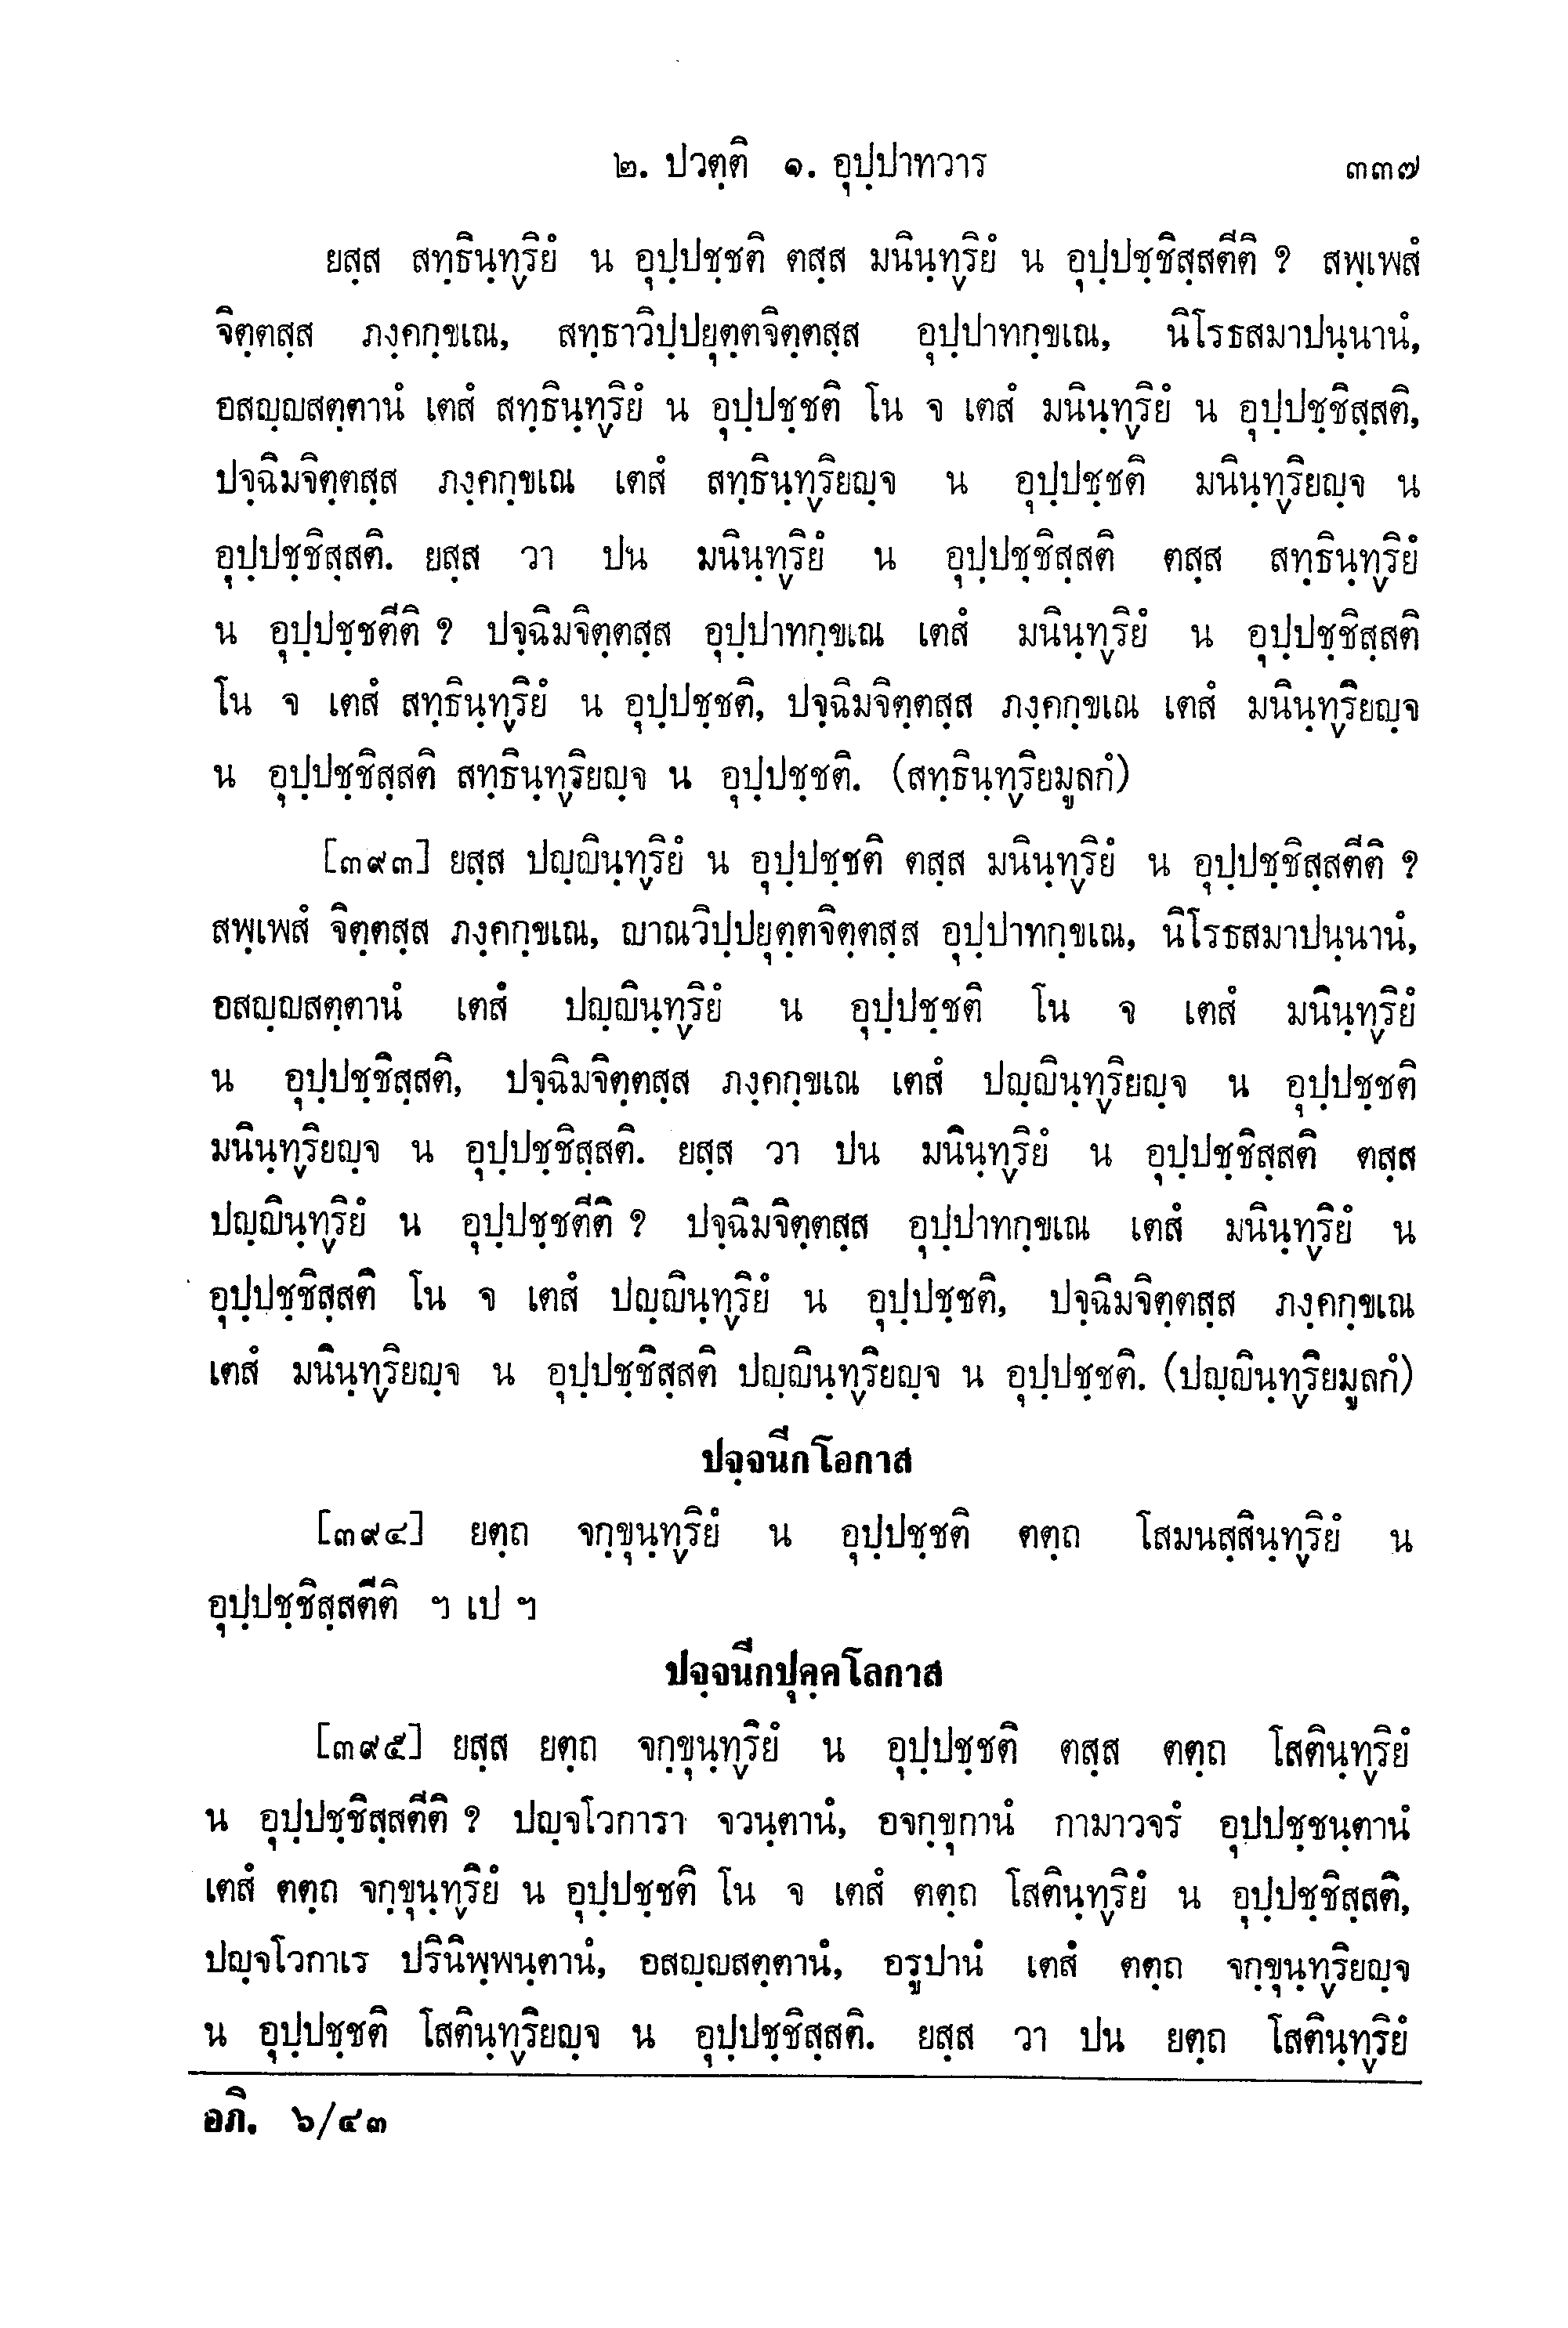 ๒. ปวตฺติ ๑. อุปฺปาทวาร ๓๓๗
ยสฺส สทฺธินฺทฺริยํ น อุปฺปชฺชติ ตสฺส มนินฺทฺริยํ น อุปฺปชฺชิสฺสตีติ ? สพฺเพสํ
จิตฺตสฺส ภงฺคกฺขเณ, สทฺธาวิปฺปยุตฺตจิตฺตสฺส อุปฺปาทกฺขเณ, นิโรธสมาปนฺนานํ,
อสญฺญสตฺตานํ เตสํ สทฺธินฺทฺริยํ น อุปฺปชฺชติ โน จ เตสํ มนินฺทฺริยํ น อุปฺปชฺชิสฺสติ,
ปจฺฉิมจิตฺตสฺส ภงฺคกฺขเณ เตสํ สทฺธินฺทฺริยญฺจ น อุปฺปชฺชติ มนินฺทฺริยญฺจ น
อุปฺปชฺชิสฺสติ. ยสฺส วา ปน มนินฺทฺริยํ น อุปฺปชฺชิสฺสติ ตสฺส สทฺธินฺทฺริยํ
น อุปฺปชฺชตีติ ? ปจฺฉิมจิตฺตสฺส อุปฺปาทกฺขเณ เตสํ มนินฺทฺริยํ น อุปฺปชฺชิสฺสติ
โน จ เตสํ สทฺธินฺทฺริยํ น อุปฺปชฺชติ, ปจฺฉิมจิตฺตสฺส ภงฺคกฺขเณ เตสํ มนินฺทฺริยญฺจ
น อุปฺปชฺชิสฺสติ สทฺธินฺทฺริยญฺจ น อุปฺปชฺชติ. (สทฺธินฺทฺริยมูลกํ)
[๓๙๓] ยสฺส ปญฺญินฺทฺริยํ น อุปฺปชฺชติ ตสฺส มนินฺทฺริยํ น อุปฺปชฺชิสฺสตีติ ?
สพฺเพสํ จิตฺตสฺส ภงฺคกฺขเณ, ญาณวิปฺปยุตฺตจิตฺตสฺส อุปฺปาทกฺขเณ, นิโรธสมาปนฺนานํ,
อสญฺญสตฺตานํ เตสํ ปญฺญินฺทฺริยํ น อุปฺปชฺชติ โน จ เตสํ มนินฺทฺริยํ
น อุปฺปชฺชิสฺสติ, ปจฺฉิมจิตฺตสฺส ภงฺคกฺขเณ เตสํ ปญฺญินฺทฺริยญฺจ น อุปฺปชฺชติ
มนินฺทฺริยญฺจ น อุปฺปชฺชิสฺสติ. ยสฺส วา ปน มนินฺทฺริยํ น อุปฺปชฺชิสฺสติ ตสฺส
ปญฺญินฺทฺริยํ น อุปฺปชฺชตีติ ? ปจฺฉิมจิตฺตสฺส อุปฺปาทกฺขเณ เตสํ มนินฺทฺริยํ น
อุปฺปชฺชิสฺสติ โน จ เตสํ ปญฺญินฺทฺริยํ น อุปฺปชฺชติ, ปจฺฉิมจิตฺตสฺส ภงฺคกฺขเณ
เตสํ มนินฺทฺริยญฺจ น อุปฺปชฺชิสฺสติ ปญฺญินฺทฺริยญฺจ น อุปฺปชฺชติ. (ปญฺญินฺทฺริยมูลกํ)
ปจฺจนีกโอกาส
[๓๙๔] ยตฺถ จกฺขุนฺทฺริยํ น อุปฺปชฺชติ ตตฺถ โสมนสฺสินฺทฺริยํ น
อุปฺปชฺชิสฺสตีติ ฯ เป ฯ
ปจฺจนีกปุคฺคโลกาส
[๓๙๕] ยสฺส ยตฺถ จกฺขุนฺทฺริยํ น อุปฺปชฺชติ ตสฺส ตตฺถ โสตินฺทฺริยํ
น อุปฺปชฺชิสฺสตีติ ? ปญฺจโวการา จวนฺตานํ, อจกฺขุกานํ กามาวจรํ อุปปชฺชนฺตานํ
เตสํ ตตฺถ จกฺขุนฺทฺริยํ น อุปฺปชฺชติ โน จ เตสํ ตตฺถ โสตินฺทฺริยํ น อุปฺปชฺชิสฺสติ,
ปญฺจโวกาเร ปรินิพฺพนฺตานํ, อสญฺญสตฺตานํ, อรูปานํ เตสํ ตตฺถ จกฺขุนฺทฺริยญฺจ
น อุปฺปชฺชติ โสตินฺทฺริยญฺจ น อุปฺปชฺชิสฺสติ. ยสฺส วา ปน ยตฺถ โสตินฺทฺริยํ
อภิ. ๖/๔๓